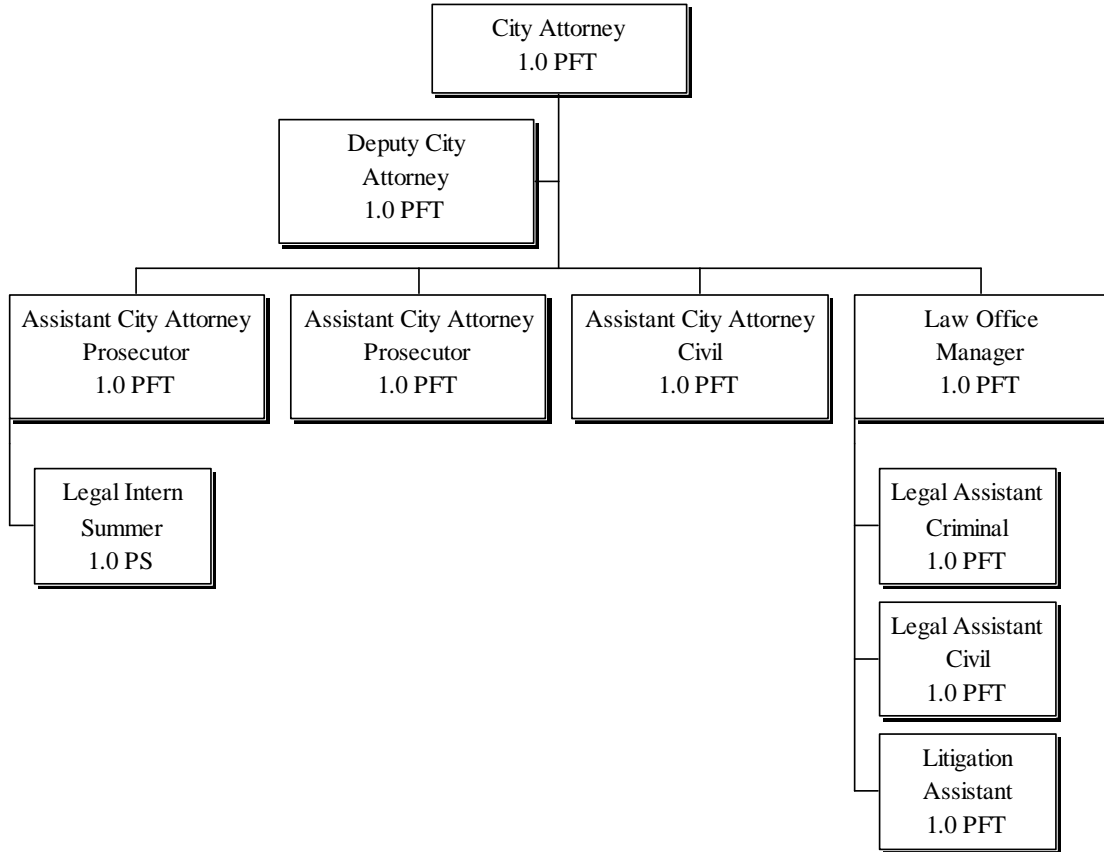 City Attorney
1.0 PFT
Deputy City
Attorney
1.0 PFT
Assistant City Attorney
Prosecutor
1.0 PFT
Assistant City Attorney
Prosecutor
1.0 PFT
Assistant City Attorney
Civil
1.0 PFT
Law Office
Manager
1.0 PFT
Legal Intern
Summer
1.0 PS
Legal Assistant
Criminal
1.0 PFT
Legal Assistant
Civil
1.0 PFT
Litigation
Assistant
1.0 PFT